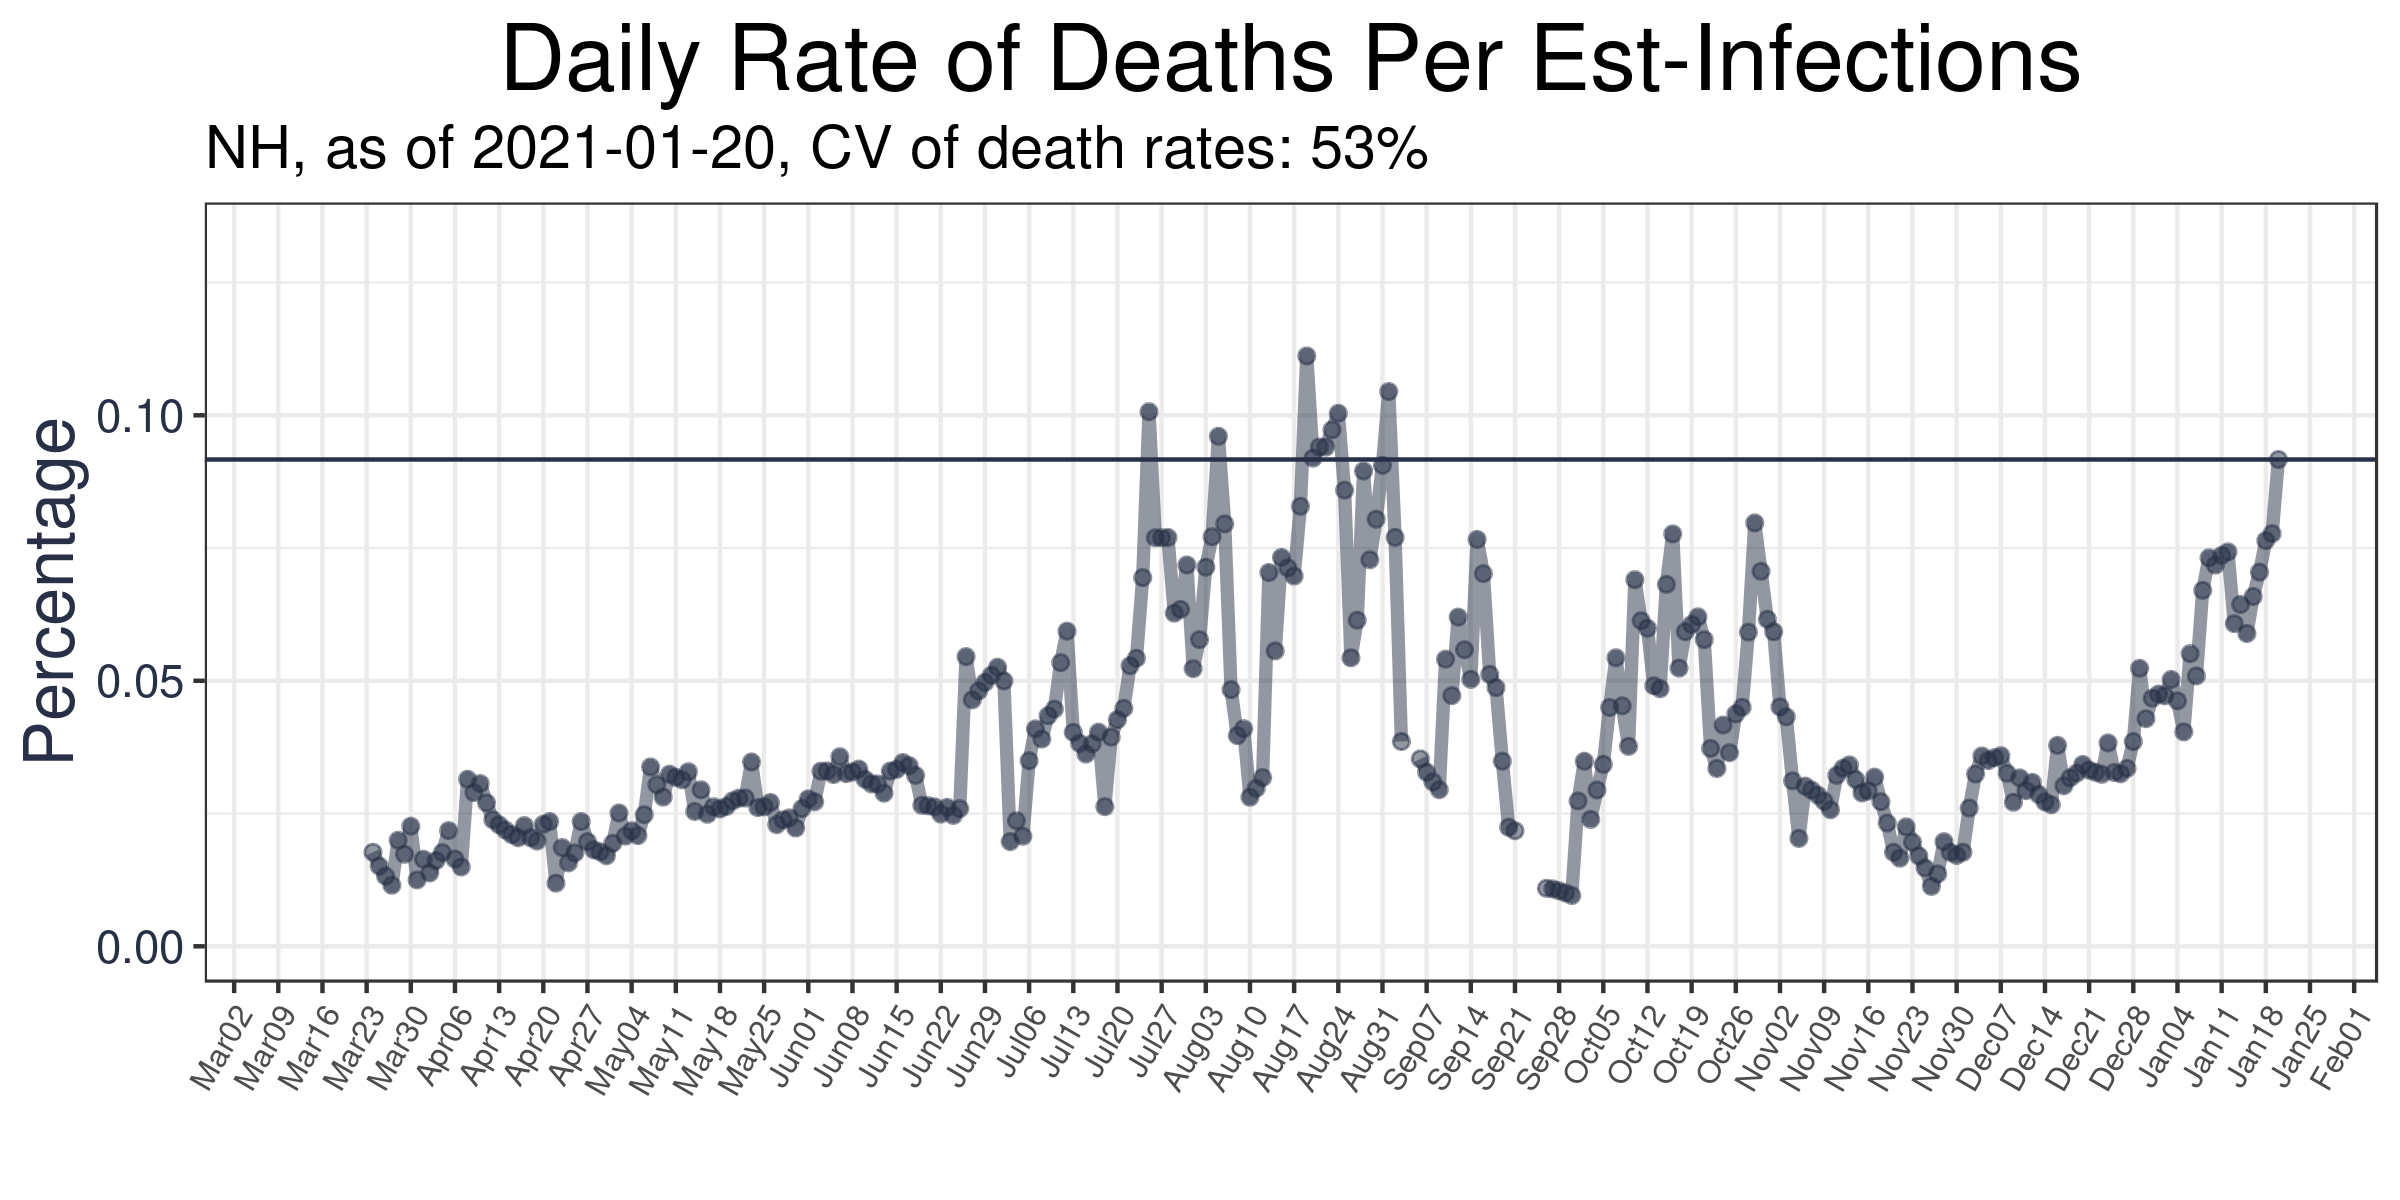 Daily Rate of Deaths Per Est-Infections
NH, as of 2021-01-20, CV of death rates: 53%
Percentage
0.10
0.05
0.00
Mar02
Mar09
Mar16
Mar23
Mar30
Apr06
Apr13
Apr20
Apr27
May04
May11
May18
May25
Jun01
Jun08
Jun15
Jun22
Jun29
Jul06
Jul13
Jul20
Jul27
Aug03
Aug10
Aug17
Aug24
Aug31
Sep07
Sep14
Sep21
Sep28
Oct05
Oct12
Oct19
Oct26
Nov02
Nov09
Nov16
Nov23
Nov30
Dec07
Dec14
Dec21
Dec28
Jan04
Jan11
Jan18
Jan25
Feb01